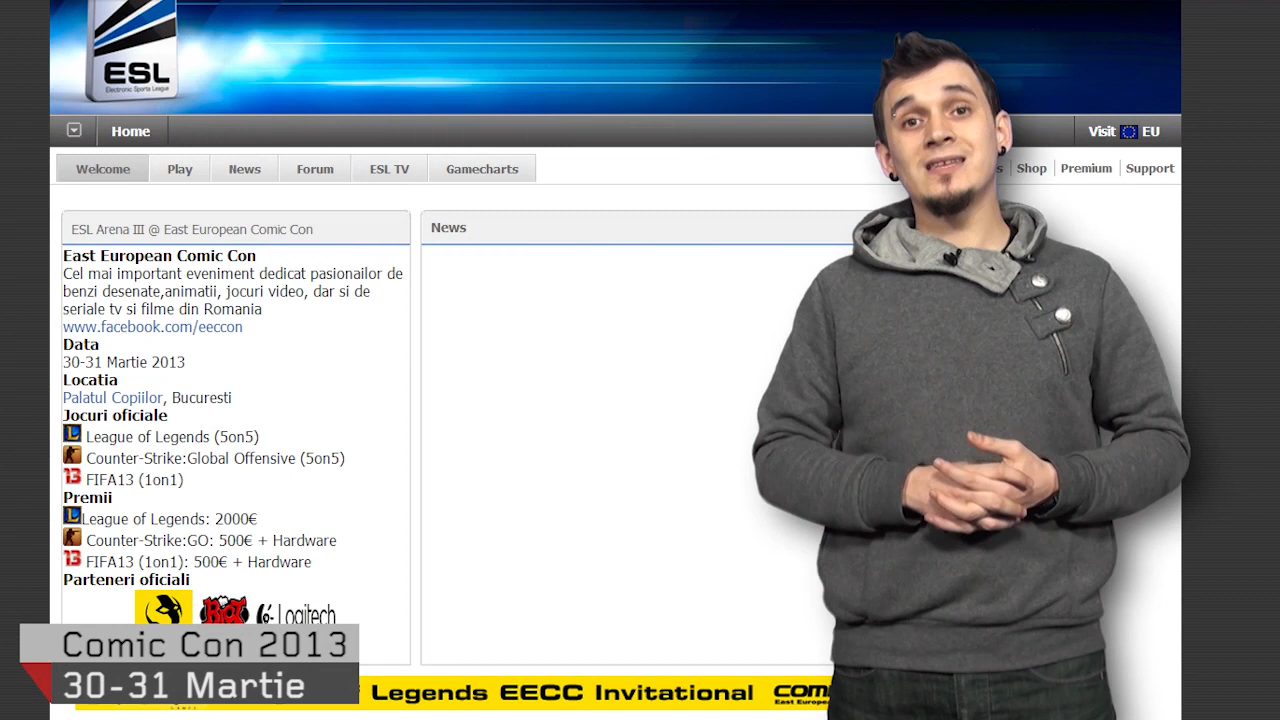 ESL
Electronic Sports League
Home
Visit EU
Welcome
Play
News
Forum
ESL TV
Gamecharts
Shop
Premium
Support
ESL Arena III @ East European Comic Con
East European Comic Con
Cel mai important eveniment dedicat pasionailor de
benzi desenate,animatii, jocuri video, dar si de
seriale tv si filme din Romania
www.facebook.com/eeccon
Data
30-31 Martie 2013
Locatia
Palatul Copiilor, Bucuresti
Jocuri oficiale
League of Legends (5on5)
Counter-Strike:Global Offensive (5on5)
13 FIFA13 (1on1)
Premii
League of Legends: 2000€
Counter-Strike:GO: 500€ + Hardware
13 FIFA13 (1on1): 500€ + Hardware
Parteneri oficiali
RIOT
Logitech
News
Comic Con 2013
30-31 Martie
Legends EECC Invitational
East